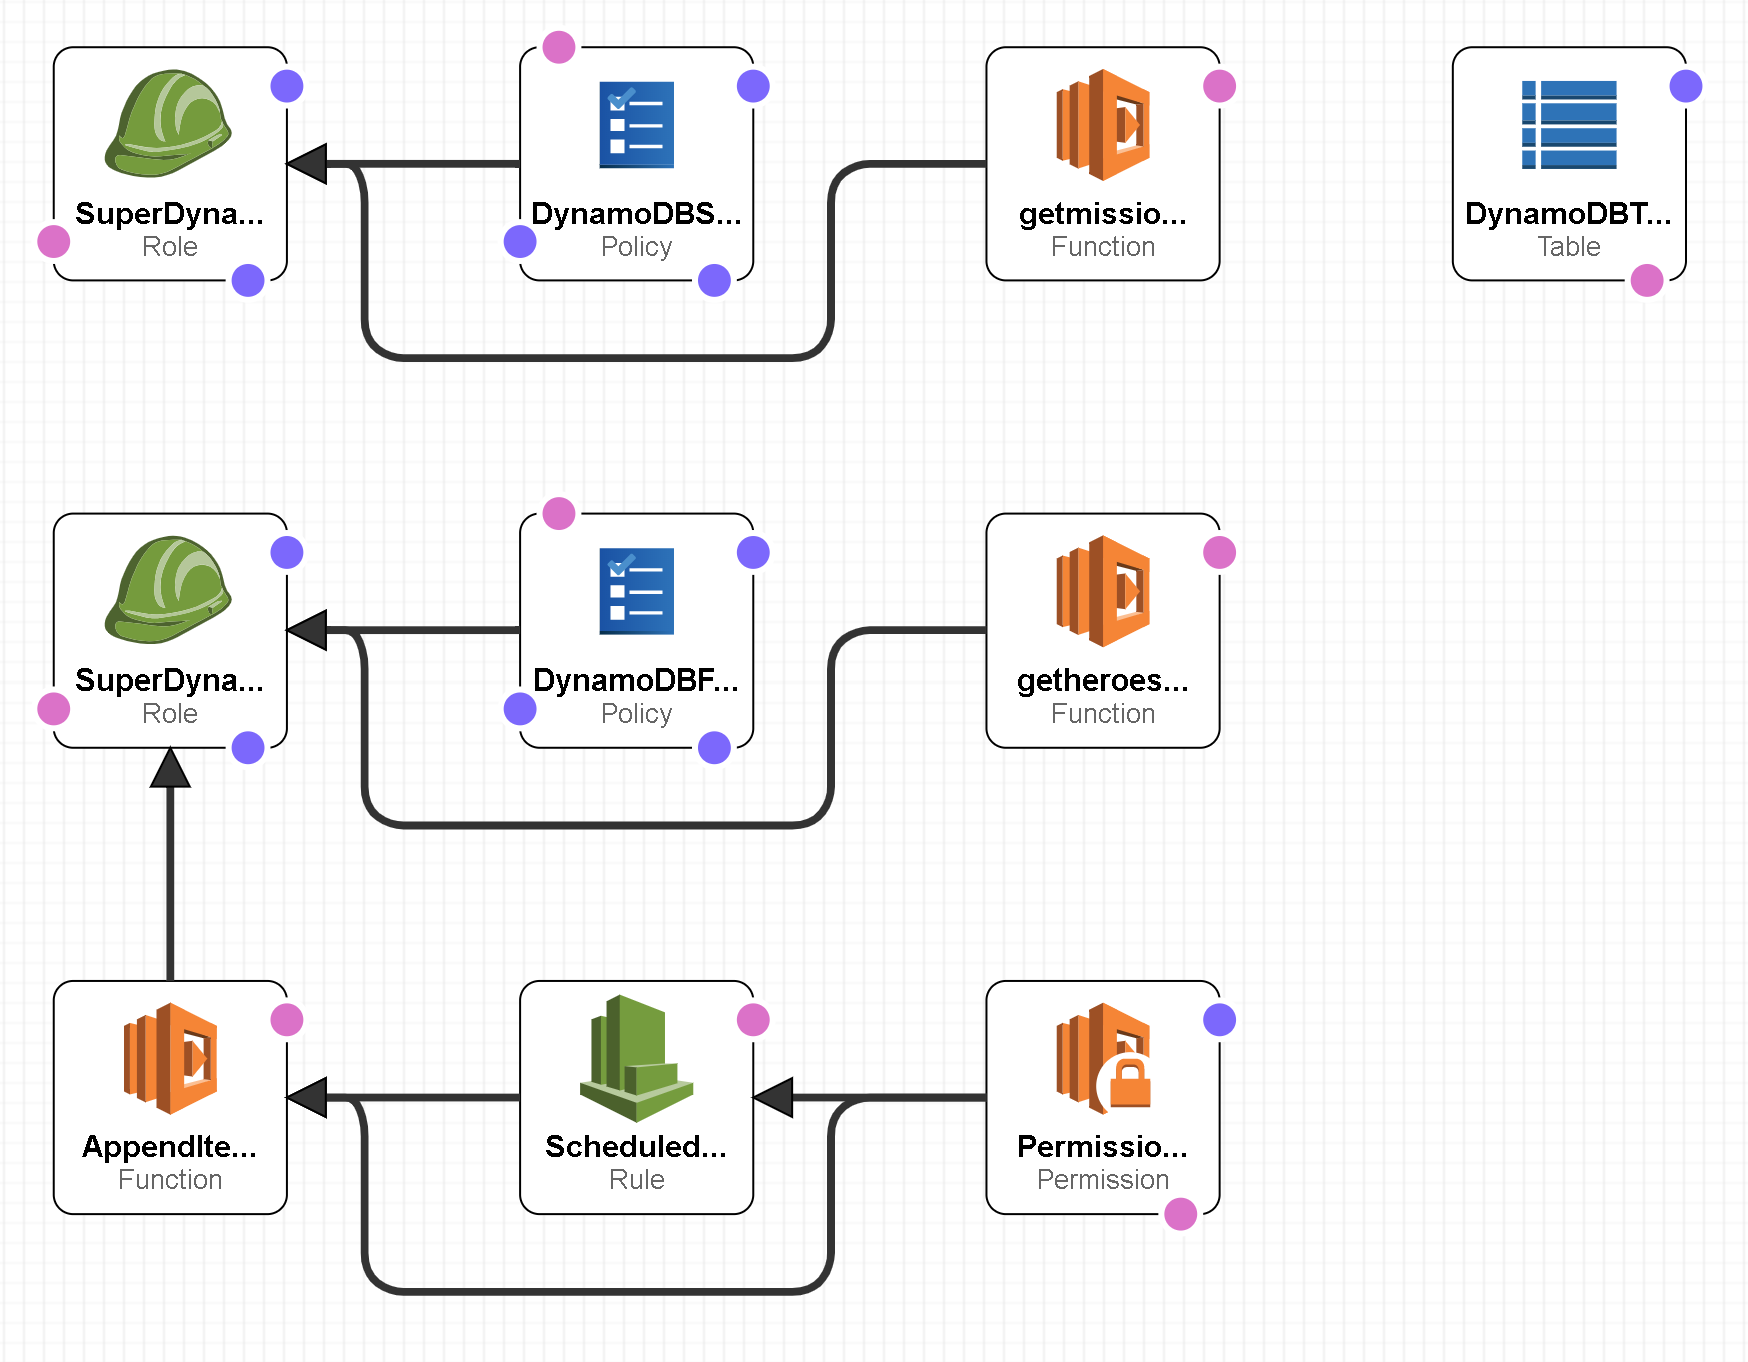 SuperDyna...
Role
DynamoDBS...
Policy
getmissio...
Function
DynamoDBT...
Table
SuperDyna...
Role
DynamoDBF...
Policy
getheroes...
Function
AppendIte...
Function
Scheduled...
Rule
Permissio...
Permission